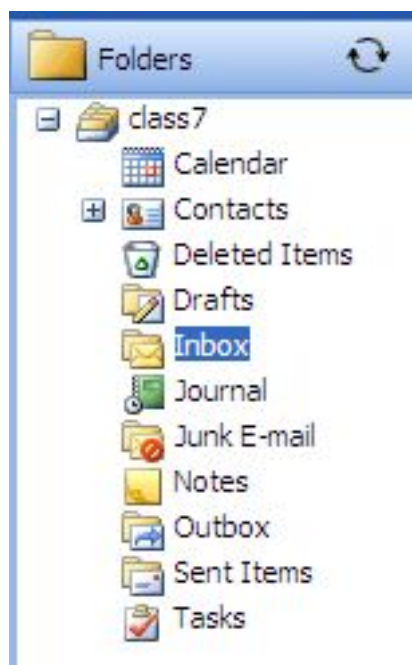 Folders
class7
Calendar
Contacts
Deleted Items
Drafts
Inbox
Journal
Junk E-mail
Notes
Outbox
Sent Items
Tasks